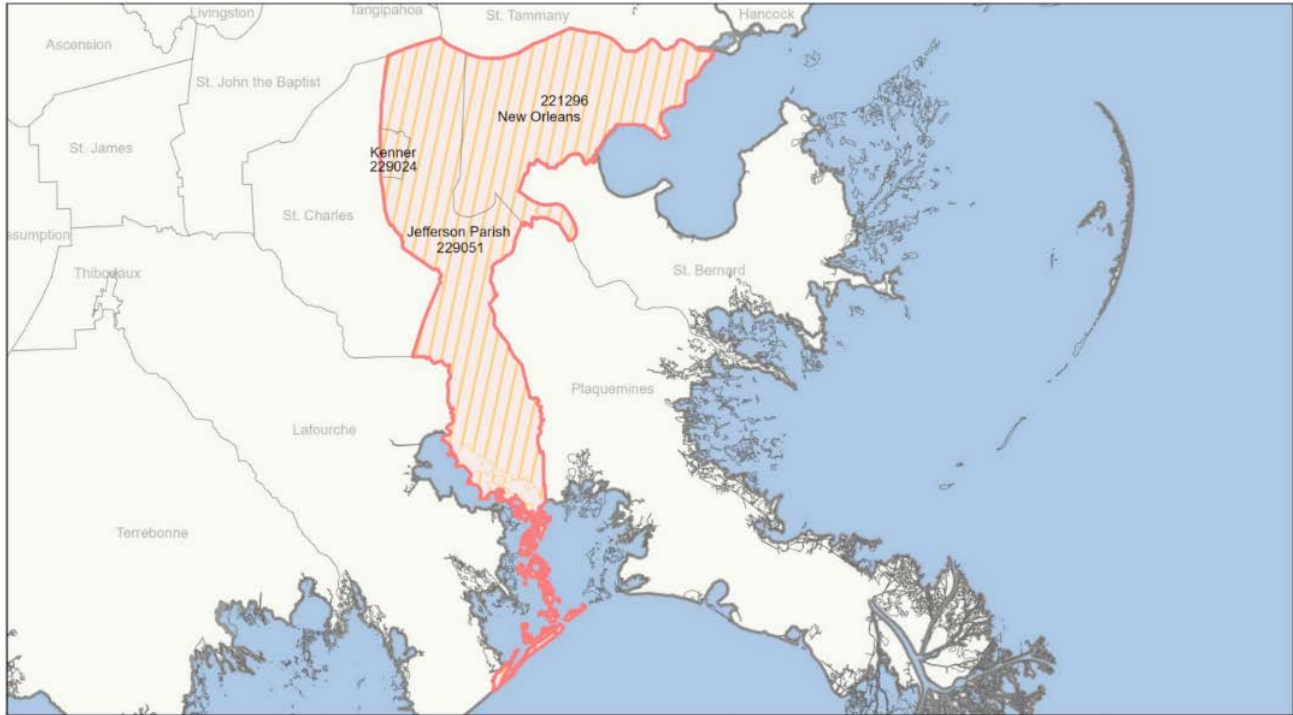 Livingston
Tangipahoa
St. Tammany
Hancock
Ascension
St. John the Baptist
221296
New Orleans
St. James
Kenner
229024
St. Charles
Jefferson Parish
229051
ssumption
Thibodaux
St. Bernard
Plaquemines
Lafourche
Terrebonne